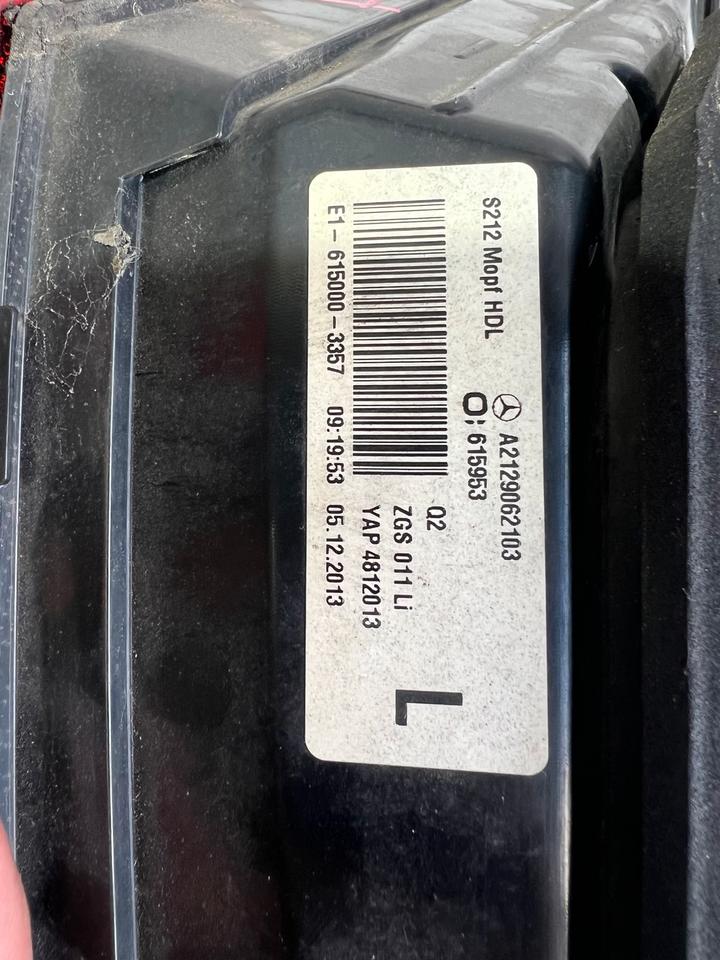 S212 Mopf HDL
A2129062103
615953
Q2
ZGS 011 Li
YAP 4812013
E1-615000-3357 09:19:53 05.12.2013
L